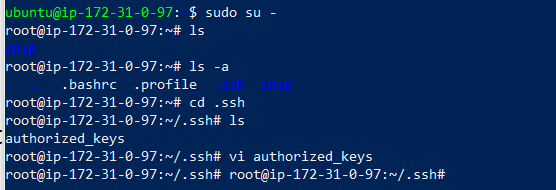 ubuntu@ip-172-31-0-97:~$ sudo su -
root@ip-172-31-0-97:~# ls
snap
root@ip-172-31-0-97:~# ls -a
.  ..  .bashrc  .profile  .ssh  snap
root@ip-172-31-0-97:~# cd .ssh
root@ip-172-31-0-97:~/.ssh# ls
authorized_keys
root@ip-172-31-0-97:~/.ssh# vi authorized_keys
root@ip-172-31-0-97:~/.ssh# root@ip-172-31-0-97:~/.ssh#